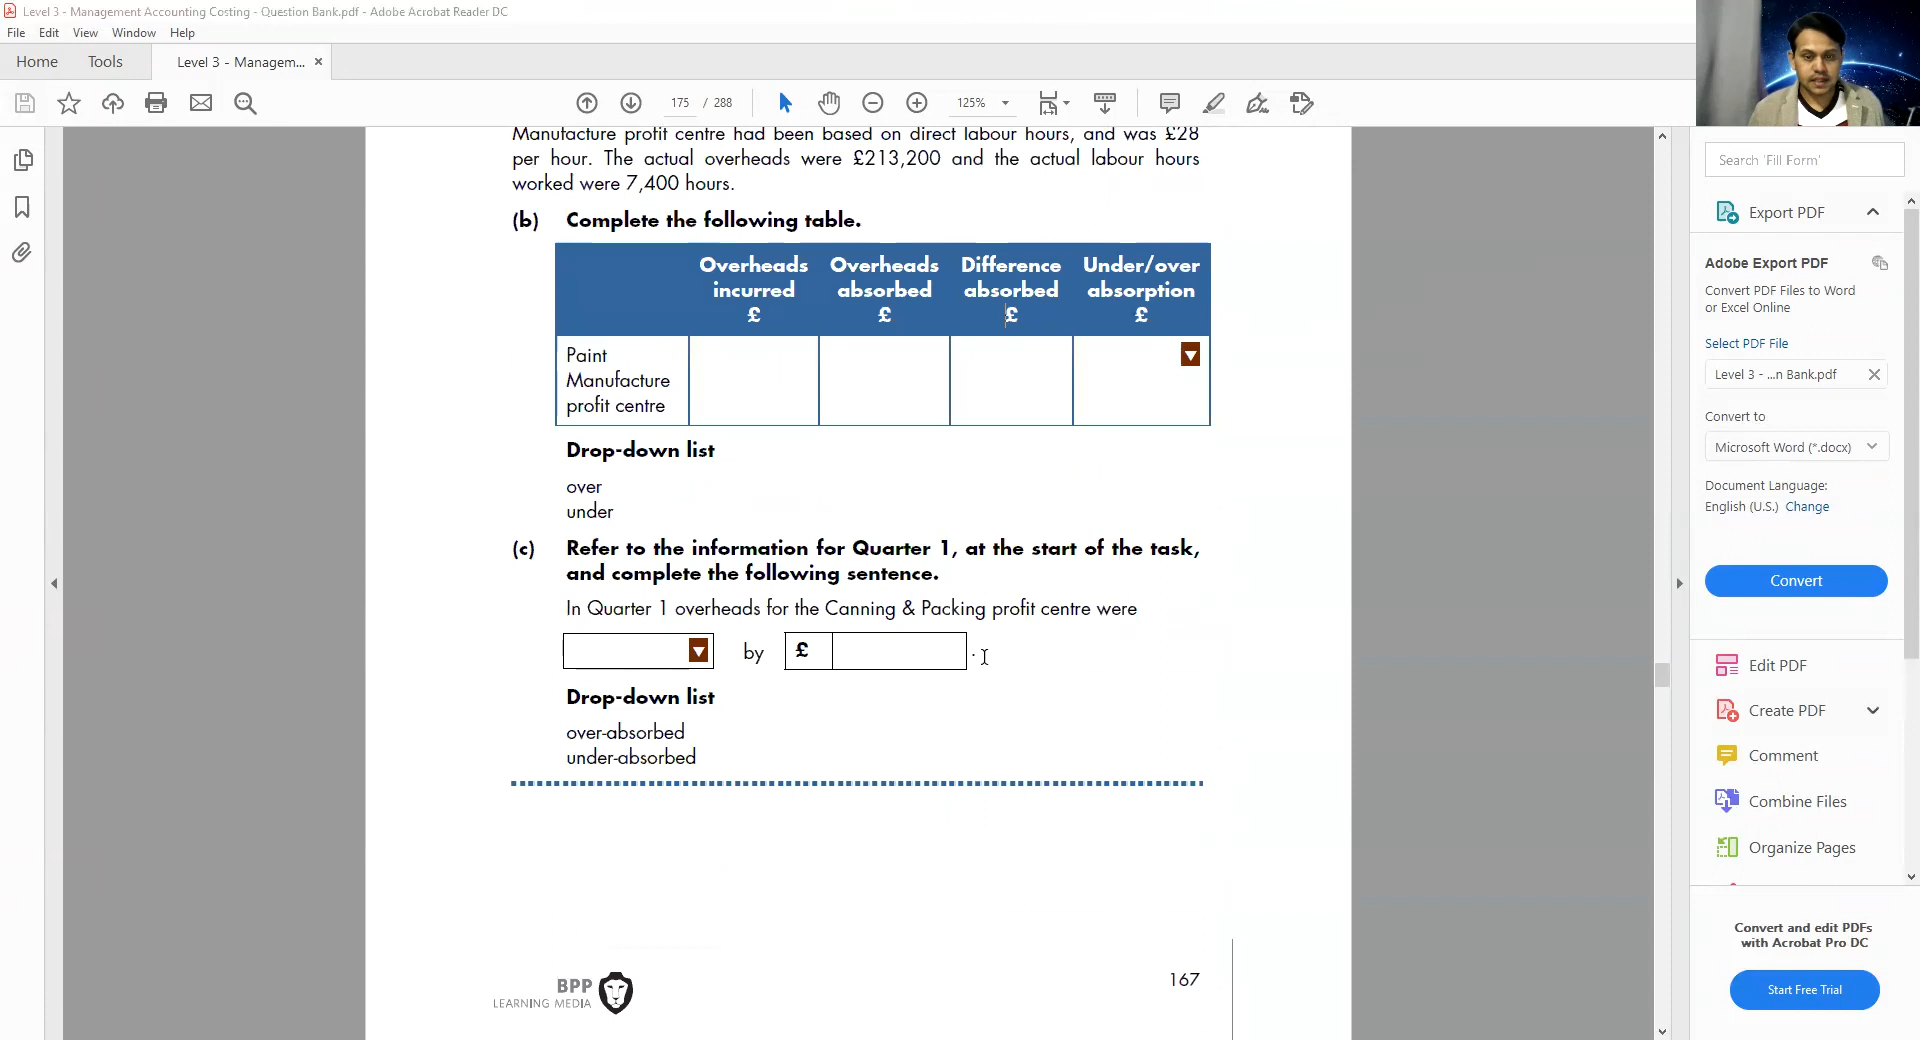 Level 3 - Management Accounting Costing - Question Bank.pdf - Adobe Acrobat Reader DC
File Edit View Window Help
Home Tools Level 3 - Managem... ×
175 / 288 125%
Manufacture profit centre had been based on direct labour hours, and was £28
per hour. The actual overheads were £213,200 and the actual labour hours
worked were 7,400 hours.
(b) Complete the following table.
Overheads incurred £
Overheads absorbed £
Difference absorbed £
Under/over absorption £
Paint
Manufacture
profit centre
Drop-down list
over
under
(c) Refer to the information for Quarter 1, at the start of the task,
and complete the following sentence.
In Quarter 1 overheads for the Canning & Packing profit centre were
by £ .
Drop-down list
over-absorbed
under-absorbed
BPP
LEARNING MEDIA
167
Search 'Fill Form'
Export PDF
Adobe Export PDF
Convert PDF Files to Word
or Excel Online
Select PDF File
Level 3 - ...n Bank.pdf
Convert to
Microsoft Word (*.docx)
Document Language:
English (U.S.) Change
Convert
Edit PDF
Create PDF
Comment
Combine Files
Organize Pages
Convert and edit PDFs
with Acrobat Pro DC
Start Free Trial